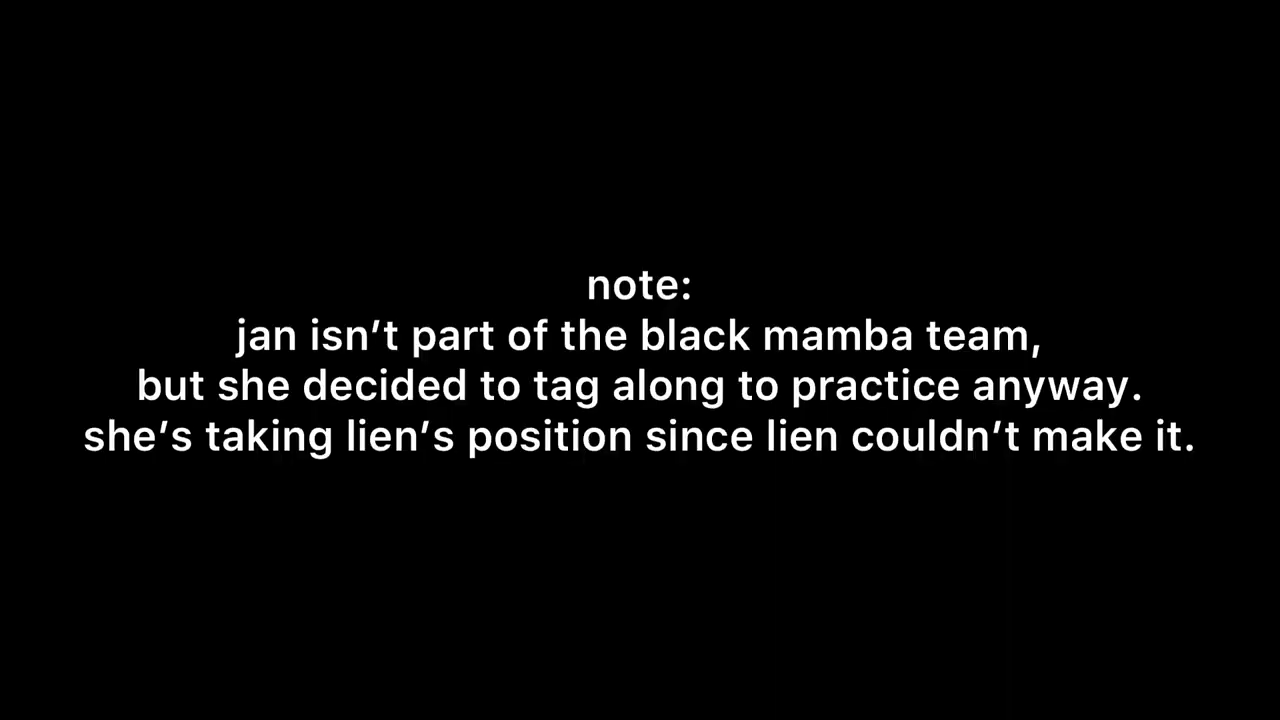 note:
jan isn’t part of the black mamba team,
but she decided to tag along to practice anyway.
she’s taking lien’s position since lien couldn’t make it.